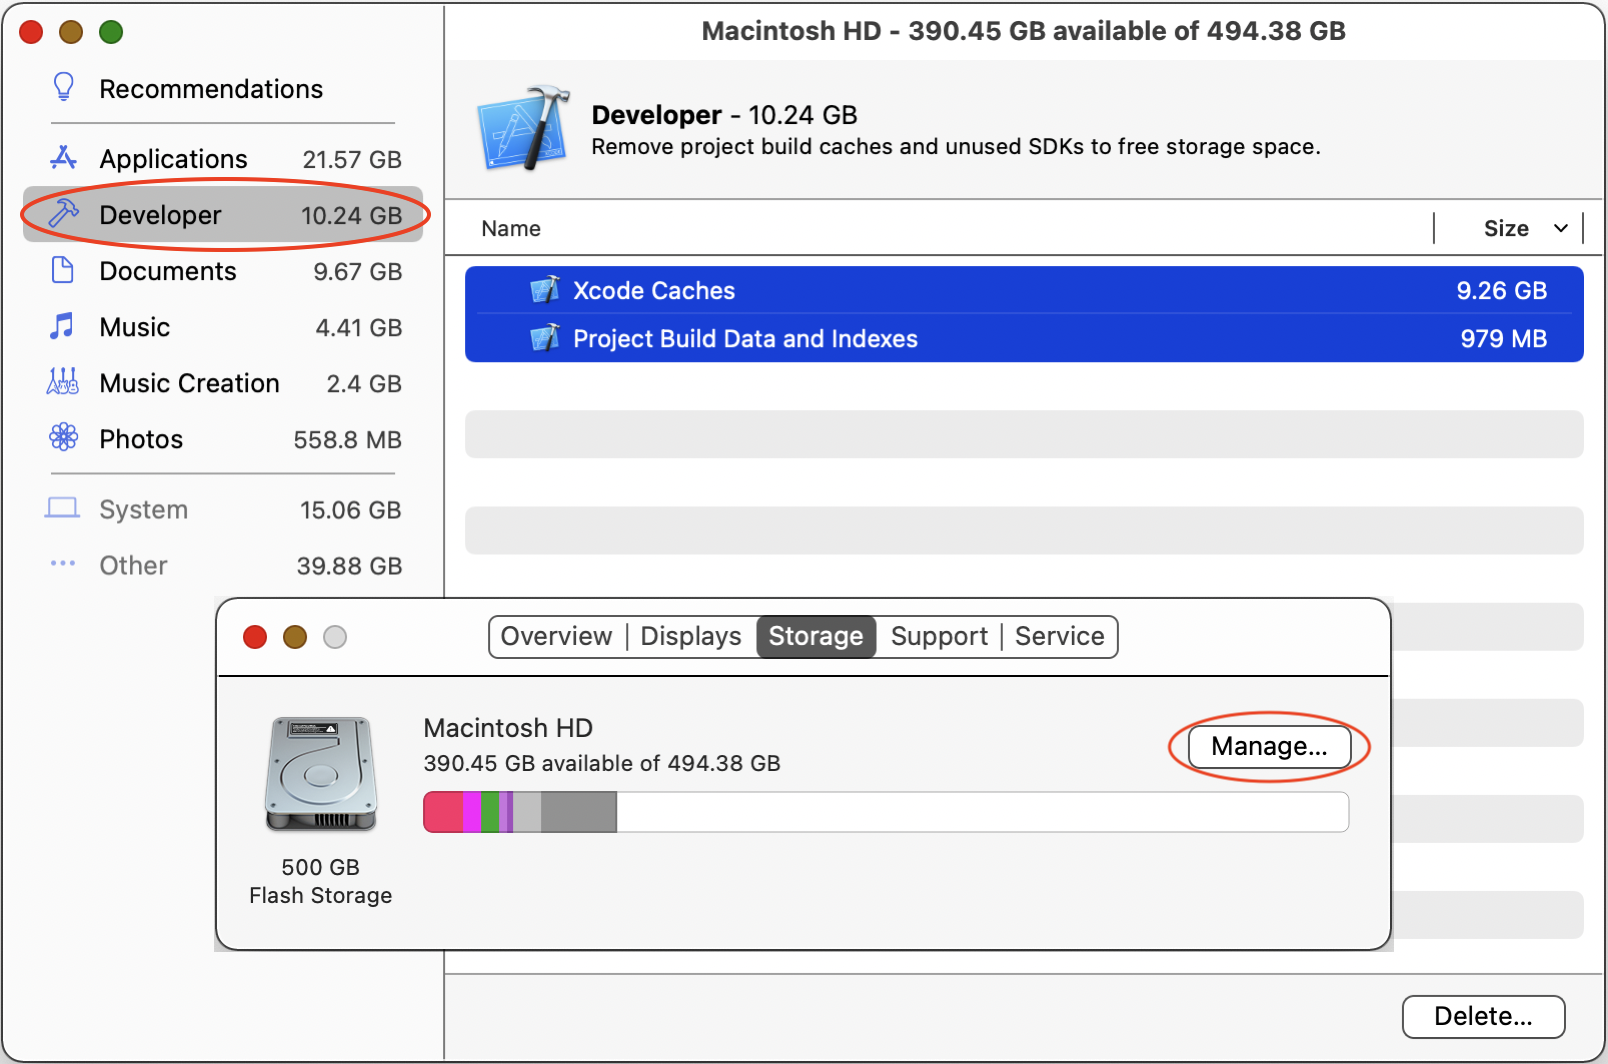 Macintosh HD - 390.45 GB available of 494.38 GB
Recommendations
Applications 21.57 GB
Developer 10.24 GB
Documents 9.67 GB
Music 4.41 GB
Music Creation 2.4 GB
Photos 558.8 MB
System 15.06 GB
Other 39.88 GB
Developer - 10.24 GB
Remove project build caches and unused SDKs to free storage space.
Name Size
Xcode Caches 9.26 GB
Project Build Data and Indexes 979 MB
Overview Displays Storage Support Service
Macintosh HD
390.45 GB available of 494.38 GB
Manage...
500 GB
Flash Storage
Delete...